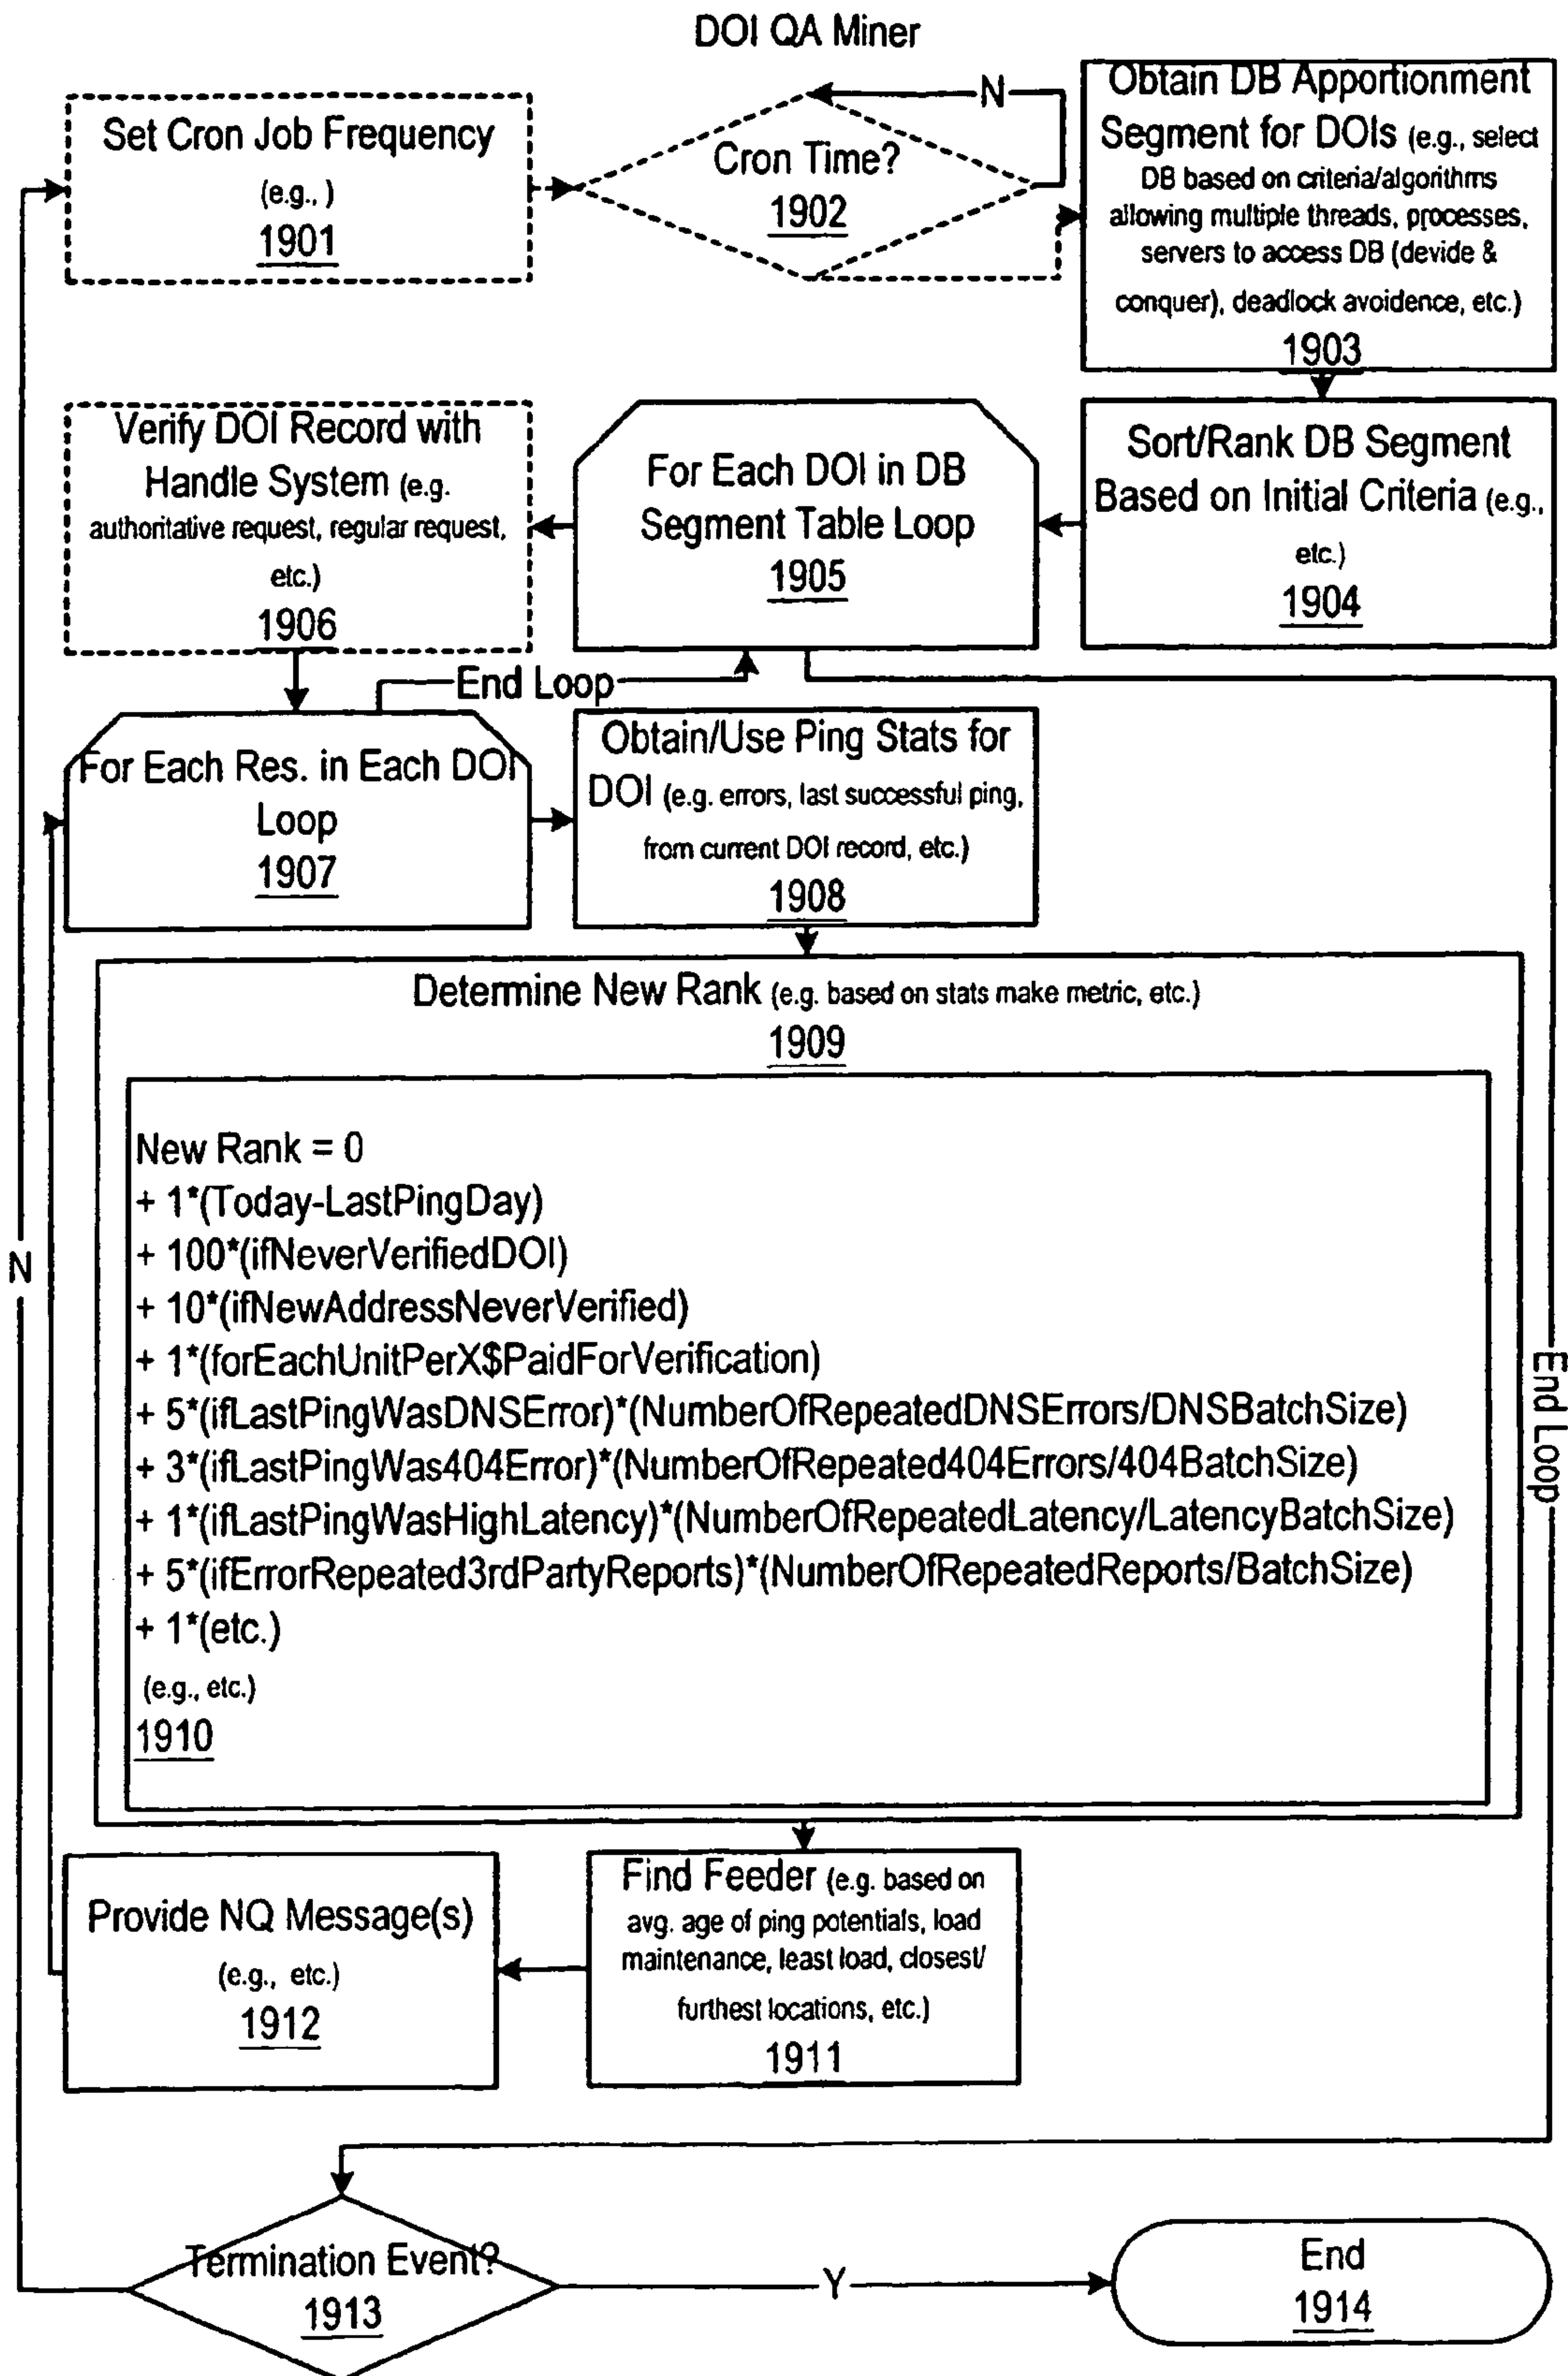 DOI QA Miner
Set Cron Job Frequency
(e.g., )
1901
Cron Time?
1902
N
Obtain DB Apportionment
Segment for DOIs (e.g., select
DB based on criteria/algorithms
allowing multiple threads, processes,
servers to access DB (devide &
conquer), deadlock avoidence, etc.)
1903
Verify DOI Record with
Handle System (e.g.
authoritative request, regular request,
etc.)
1906
For Each DOI in DB
Segment Table Loop
1905
Sort/Rank DB Segment
Based on Initial Criteria (e.g.,
etc.)
1904
End Loop
For Each Res. in Each DOI
Loop
1907
Obtain/Use Ping Stats for
DOI (e.g. errors, last successful ping,
from current DOI record, etc.)
1908
Determine New Rank (e.g. based on stats make metric, etc.)
1909
New Rank = 0
+ 1*(Today-LastPingDay)
+ 100*(ifNeverVerifiedDOI)
+ 10*(ifNewAddressNeverVerified)
+ 1*(forEachUnitPerX$PaidForVerification)
+ 5*(ifLastPingWasDNSError)*(NumberOfRepeatedDNSErrors/DNSBatchSize)
+ 3*(ifLastPingWas404Error)*(NumberOfRepeated404Errors/404BatchSize)
+ 1*(ifLastPingWasHighLatency)*(NumberOfRepeatedLatency/LatencyBatchSize)
+ 5*(ifErrorRepeated3rdPartyReports)*(NumberOfRepeatedReports/BatchSize)
+ 1*(etc.)
(e.g., etc.)
1910
N
End Loop
Provide NQ Message(s)
(e.g., etc.)
1912
Find Feeder (e.g. based on
avg. age of ping potentials, load
maintenance, least load, closest/
furthest locations, etc.)
1911
Termination Event?
1913
Y
End
1914